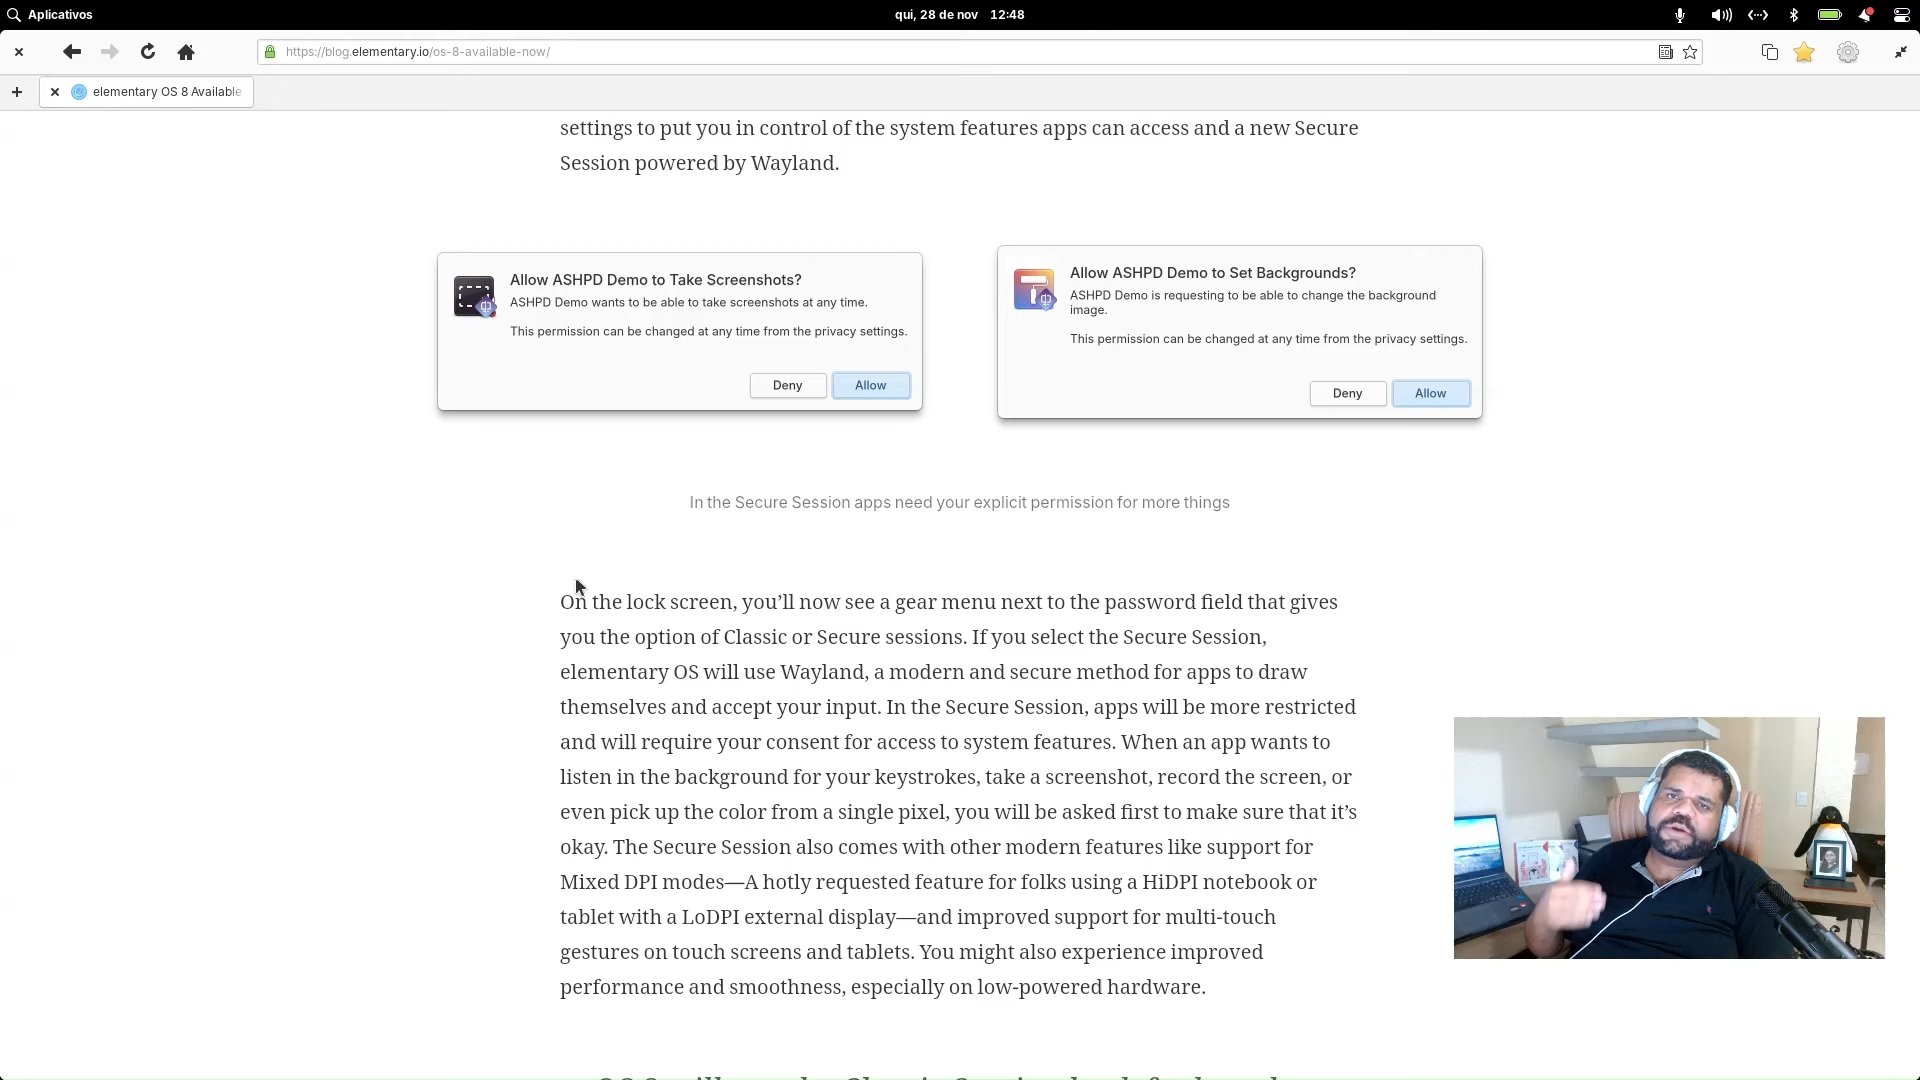 Aplicativos
qui, 28 de nov 12:48
https://blog.elementary.io/os-8-available-now/
elementary OS 8 Available
settings to put you in control of the system features apps can access and a new Secure
Session powered by Wayland.
Allow ASHPD Demo to Take Screenshots?
ASHPD Demo wants to be able to take screenshots at any time.
This permission can be changed at any time from the privacy settings.
Deny
Allow
Allow ASHPD Demo to Set Backgrounds?
ASHPD Demo is requesting to be able to change the background
image.
This permission can be changed at any time from the privacy settings.
Deny
Allow
In the Secure Session apps need your explicit permission for more things
On the lock screen, you’ll now see a gear menu next to the password field that gives
you the option of Classic or Secure sessions. If you select the Secure Session,
elementary OS will use Wayland, a modern and secure method for apps to draw
themselves and accept your input. In the Secure Session, apps will be more restricted
and will require your consent for access to system features. When an app wants to
listen in the background for your keystrokes, take a screenshot, record the screen, or
even pick up the color from a single pixel, you will be asked first to make sure that it’s
okay. The Secure Session also comes with other modern features like support for
Mixed DPI modes—A hotly requested feature for folks using a HiDPI notebook or
tablet with a LoDPI external display—and improved support for multi-touch
gestures on touch screens and tablets. You might also experience improved
performance and smoothness, especially on low-powered hardware.